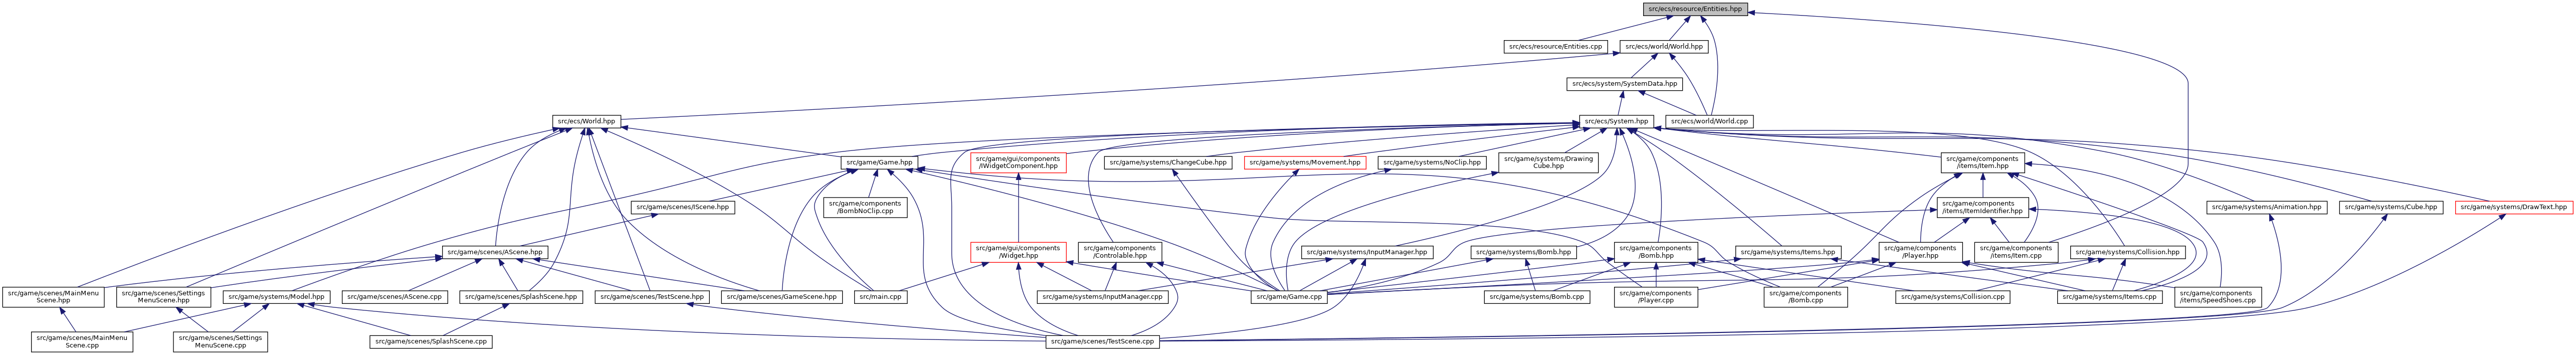 src/ecs/resource/Entities.hpp
src/ecs/resource/Entities.cpp
src/ecs/world/World.hpp
src/ecs/system/SystemData.hpp
src/ecs/World.hpp
src/ecs/System.hpp
src/ecs/world/World.cpp
src/game/Game.hpp
src/game/gui/components
/IWidgetComponent.hpp
src/game/systems/ChangeCube.hpp
src/game/systems/Movement.hpp
src/game/systems/NoClip.hpp
src/game/systems/Drawing
Cube.hpp
src/game/components
/items/Item.hpp
src/game/scenes/IScene.hpp
src/game/components
/BombNoClip.cpp
src/game/components
/items/ItemIdentifier.hpp
src/game/systems/Animation.hpp
src/game/systems/Cube.hpp
src/game/systems/DrawText.hpp
src/game/scenes/AScene.hpp
src/game/gui/components
/Widget.hpp
src/game/components
/Controlable.hpp
src/game/systems/InputManager.hpp
src/game/systems/Bomb.hpp
src/game/components
/Bomb.hpp
src/game/systems/Items.hpp
src/game/components
/Player.hpp
src/game/components
/items/Item.cpp
src/game/systems/Collision.hpp
src/game/scenes/MainMenu
Scene.hpp
src/game/scenes/Settings
MenuScene.hpp
src/game/systems/Model.hpp
src/game/scenes/AScene.cpp
src/game/scenes/SplashScene.hpp
src/game/scenes/TestScene.hpp
src/game/scenes/GameScene.hpp
src/main.cpp
src/game/systems/InputManager.cpp
src/game/Game.cpp
src/game/systems/Bomb.cpp
src/game/components
/Player.cpp
src/game/components
/Bomb.cpp
src/game/systems/Collision.cpp
src/game/systems/Items.cpp
src/game/components
/items/SpeedShoes.cpp
src/game/scenes/MainMenu
Scene.cpp
src/game/scenes/Settings
MenuScene.cpp
src/game/scenes/SplashScene.cpp
src/game/scenes/TestScene.cpp